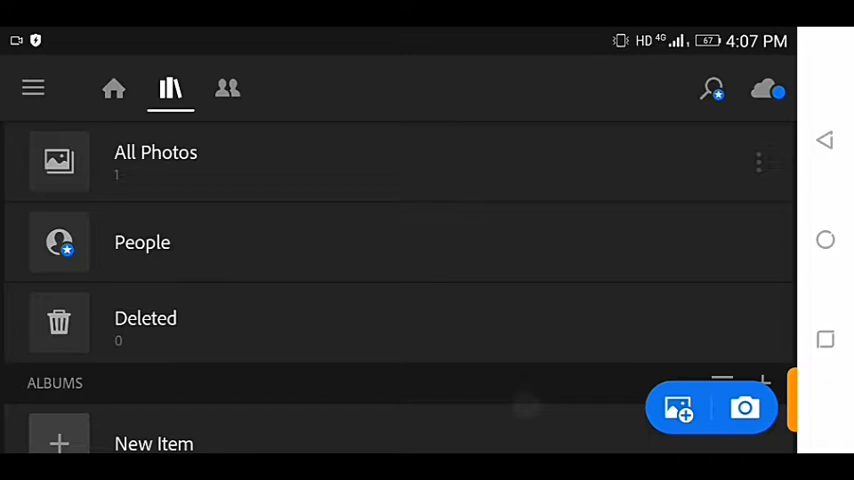 HD 4G 67 4:07 PM
All Photos
1
People
Deleted
0
ALBUMS
New Item